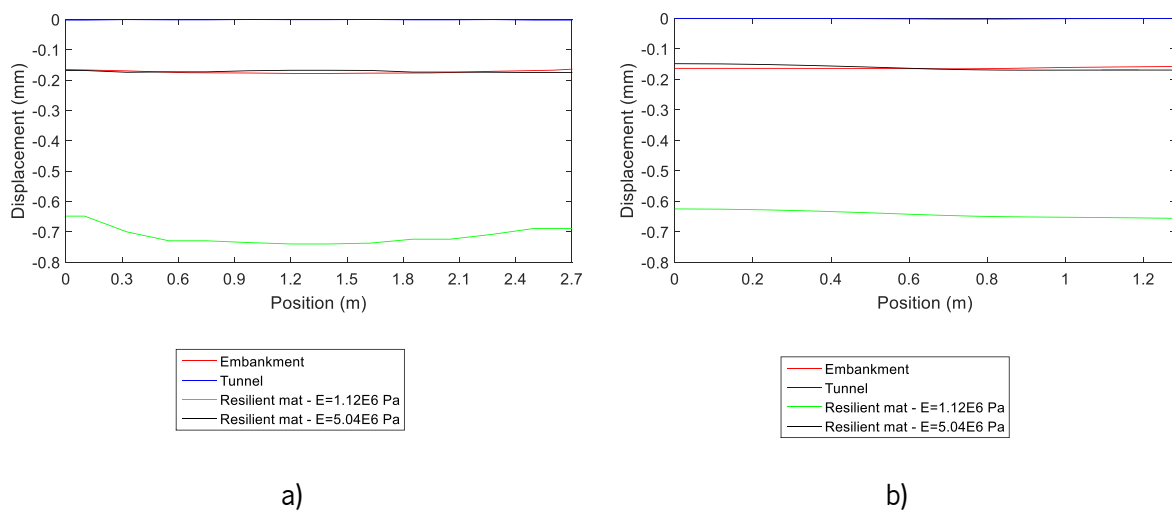 0
-0.1
-0.2
-0.3
-0.4
-0.5
-0.6
-0.7
-0.8
Displacement (mm)
0 0.3 0.6 0.9 1.2 1.5 1.8 2.1 2.4 2.7
Position (m)
Embankment
Tunnel
Resilient mat - E=1.12E6 Pa
Resilient mat - E=5.04E6 Pa
a)
0
-0.1
-0.2
-0.3
-0.4
-0.5
-0.6
-0.7
-0.8
Displacement (mm)
0 0.2 0.4 0.6 0.8 1 1.2
Position (m)
Embankment
Tunnel
Resilient mat - E=1.12E6 Pa
Resilient mat - E=5.04E6 Pa
b)